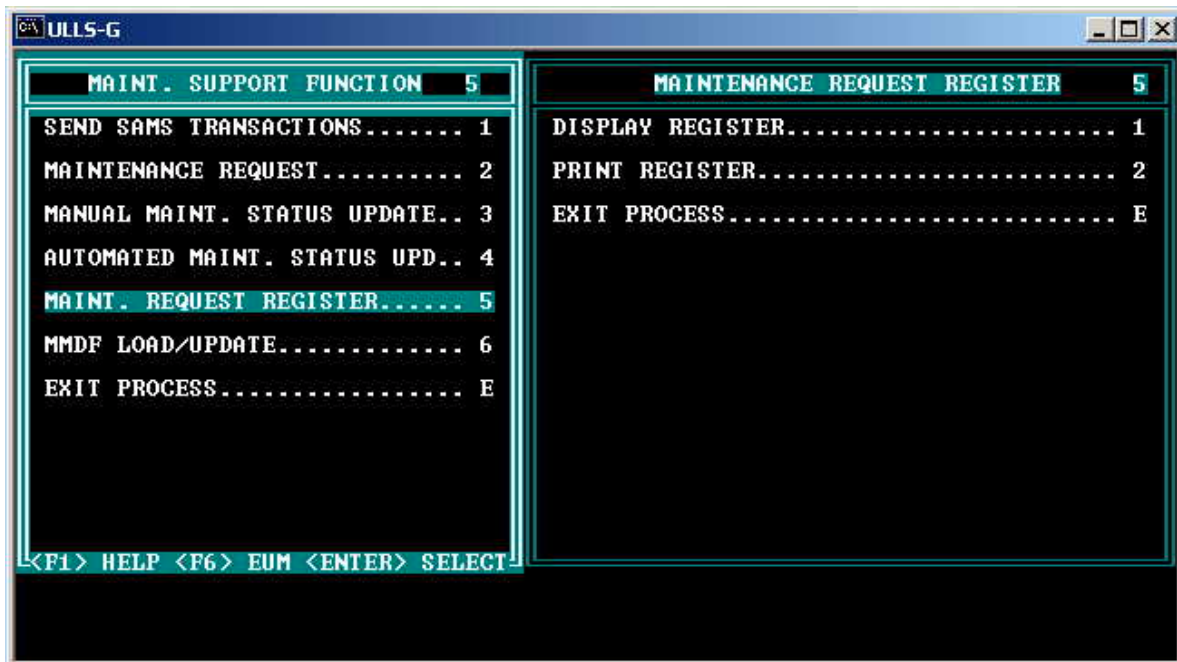 ULLS-G
MAINT. SUPPORT FUNCTION 5
SEND SAMS TRANSACTIONS....... 1
MAINTENANCE REQUEST.......... 2
MANUAL MAINT. STATUS UPDATE.. 3
AUTOMATED MAINT. STATUS UPD.. 4
MAINT. REQUEST REGISTER...... 5
MMDF LOAD/UPDATE............. 6
EXIT PROCESS................. E
<F1> HELP <F6> EUM <ENTER> SELECT
MAINTENANCE REQUEST REGISTER 5
DISPLAY REGISTER....................... 1
PRINT REGISTER......................... 2
EXIT PROCESS........................... E